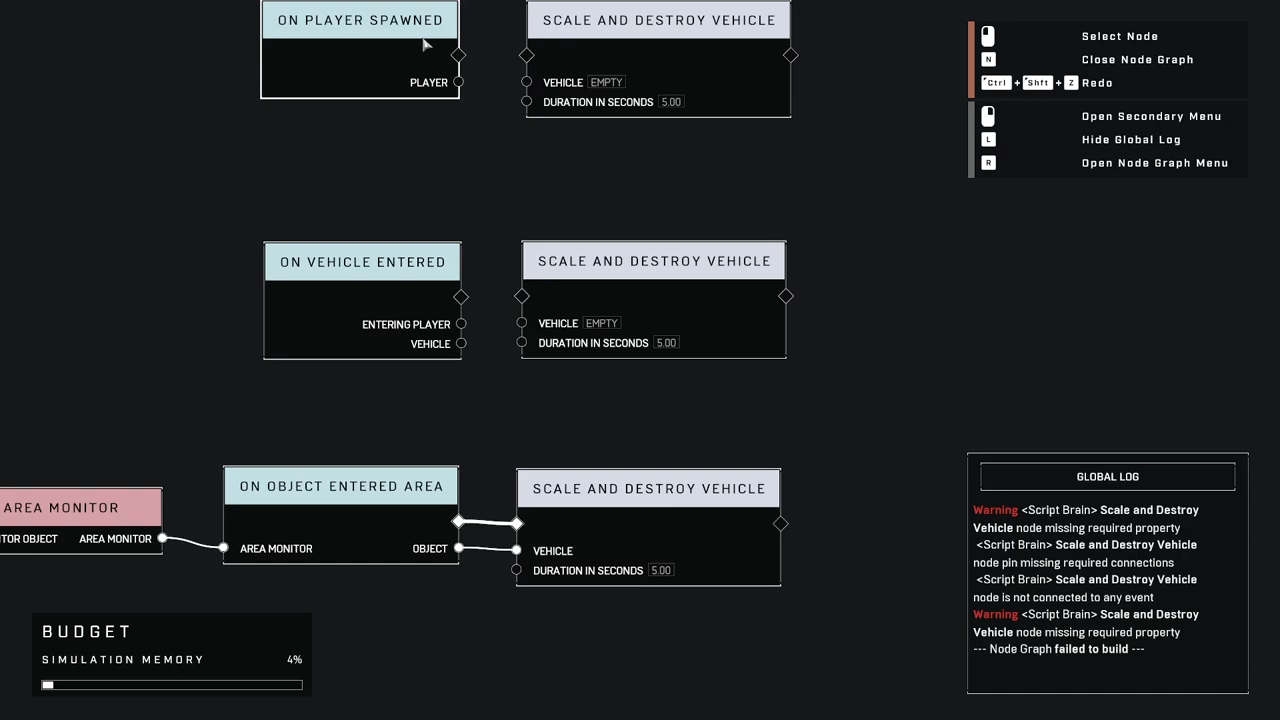 ON PLAYER SPAWNED
PLAYER
SCALE AND DESTROY VEHICLE
VEHICLE EMPTY
DURATION IN SECONDS 5.00
Select Node
N Close Node Graph
Ctrl + Shft + Z Redo
Open Secondary Menu
L Hide Global Log
R Open Node Graph Menu
ON VEHICLE ENTERED
ENTERING PLAYER
VEHICLE
SCALE AND DESTROY VEHICLE
VEHICLE EMPTY
DURATION IN SECONDS 5.00
AREA MONITOR
ITOR OBJECT AREA MONITOR
ON OBJECT ENTERED AREA
AREA MONITOR OBJECT
SCALE AND DESTROY VEHICLE
VEHICLE
DURATION IN SECONDS 5.00
GLOBAL LOG
Warning <Script Brain> Scale and Destroy
Vehicle node missing required property
<Script Brain> Scale and Destroy Vehicle
node pin missing required connections
<Script Brain> Scale and Destroy Vehicle
node is not connected to any event
Warning <Script Brain> Scale and Destroy
Vehicle node missing required property
--- Node Graph failed to build ---
BUDGET
SIMULATION MEMORY 4%